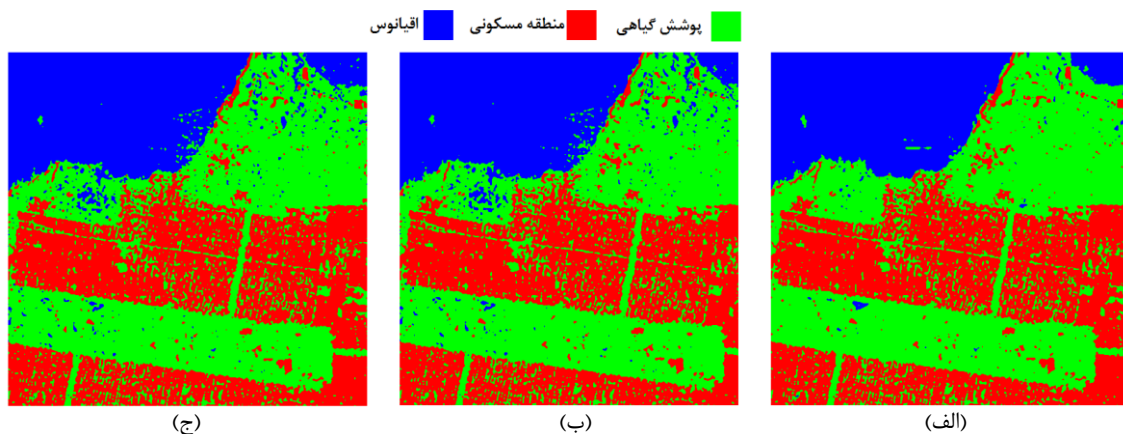 پوشش گیاهی منطقه مسکونی اقیانوس
(الف) (ب) (ج)